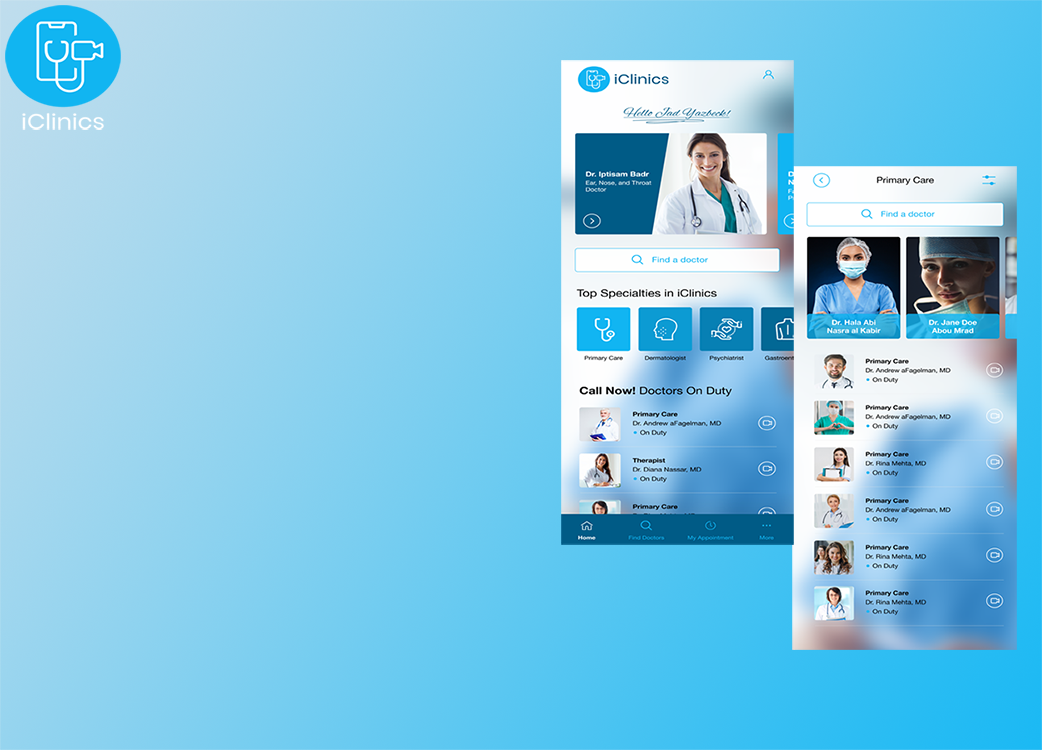 iClinics
iClinics
Hello Jad Yazbeck!
Dr. Iptisam Badr
Ear, Nose, and Throat
Doctor
Find a doctor
Top Specialties in iClinics
Primary Care
Dermatologist
Psychiatrist
Gastroent
Call Now! Doctors On Duty
Primary Care
Dr. Andrew aFagelman, MD
On Duty
Therapist
Dr. Diana Nassar, MD
On Duty
Primary Care
Home
Find Doctors
My Appointment
More
Primary Care
Find a doctor
Dr. Hala Abi
Nasra al Kabir
Dr. Jane Doe
Abou Mrad
Primary Care
Dr. Andrew aFagelman, MD
On Duty
Primary Care
Dr. Andrew aFagelman, MD
On Duty
Primary Care
Dr. Rina Mehta, MD
On Duty
Primary Care
Dr. Andrew aFagelman, MD
On Duty
Primary Care
Dr. Rina Mehta, MD
On Duty
Primary Care
Dr. Rina Mehta, MD
On Duty